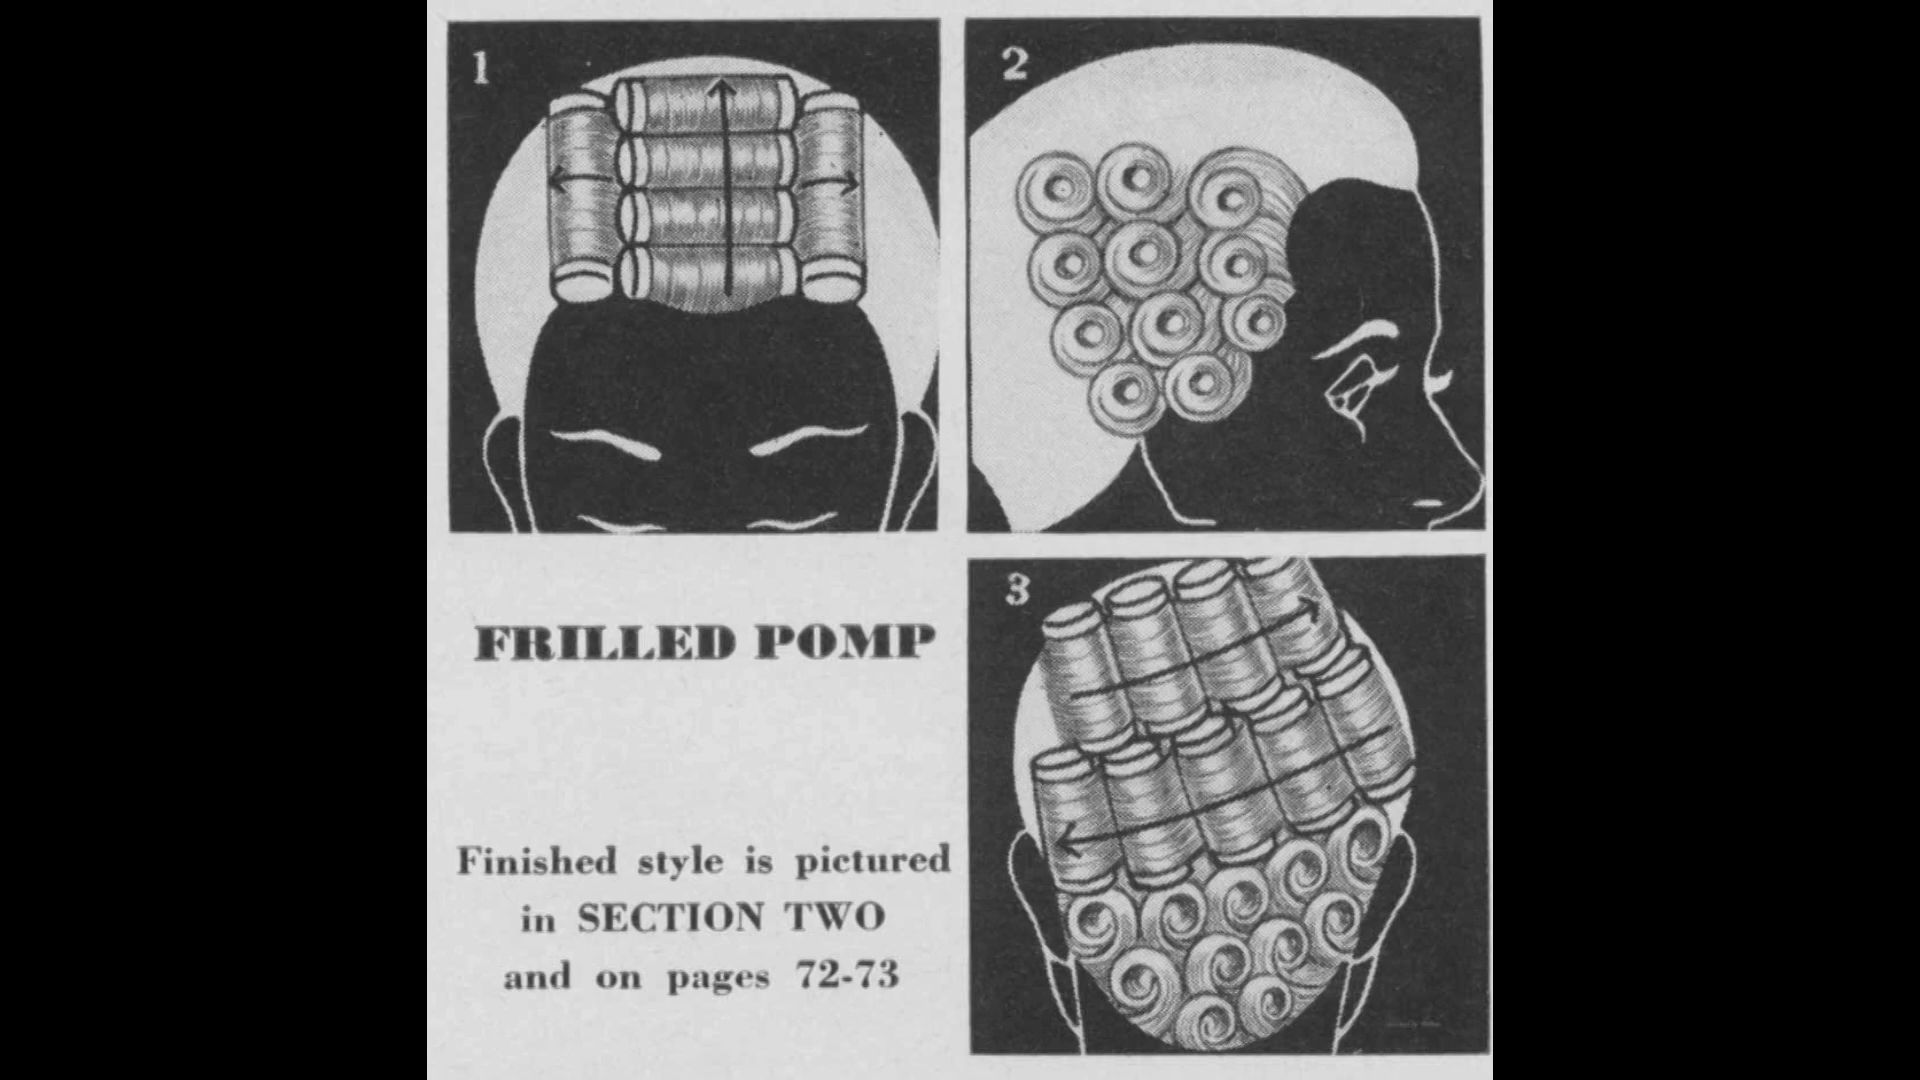 1
2
FRILLED POMP
Finished style is pictured
in SECTION TWO
and on pages 72-73
3